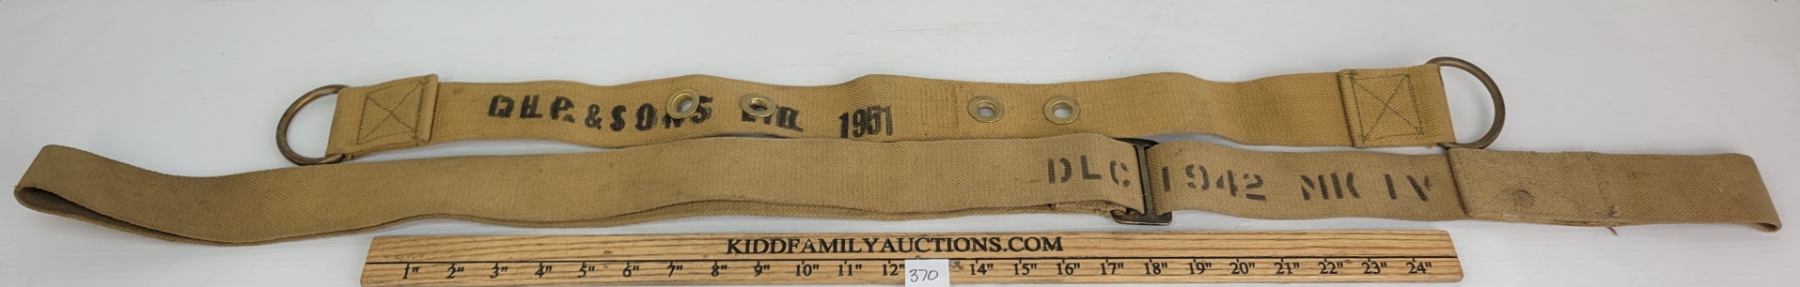 & SONS LTD. 1951
DLC 1942 MK IV
KIDDFAMILYAUCTIONS.COM
1" 2" 3" 4" 5" 6" 7" 8" 9" 10" 11" 12" 14" 15" 16" 17" 18" 19" 20" 21" 22" 23" 24"
370